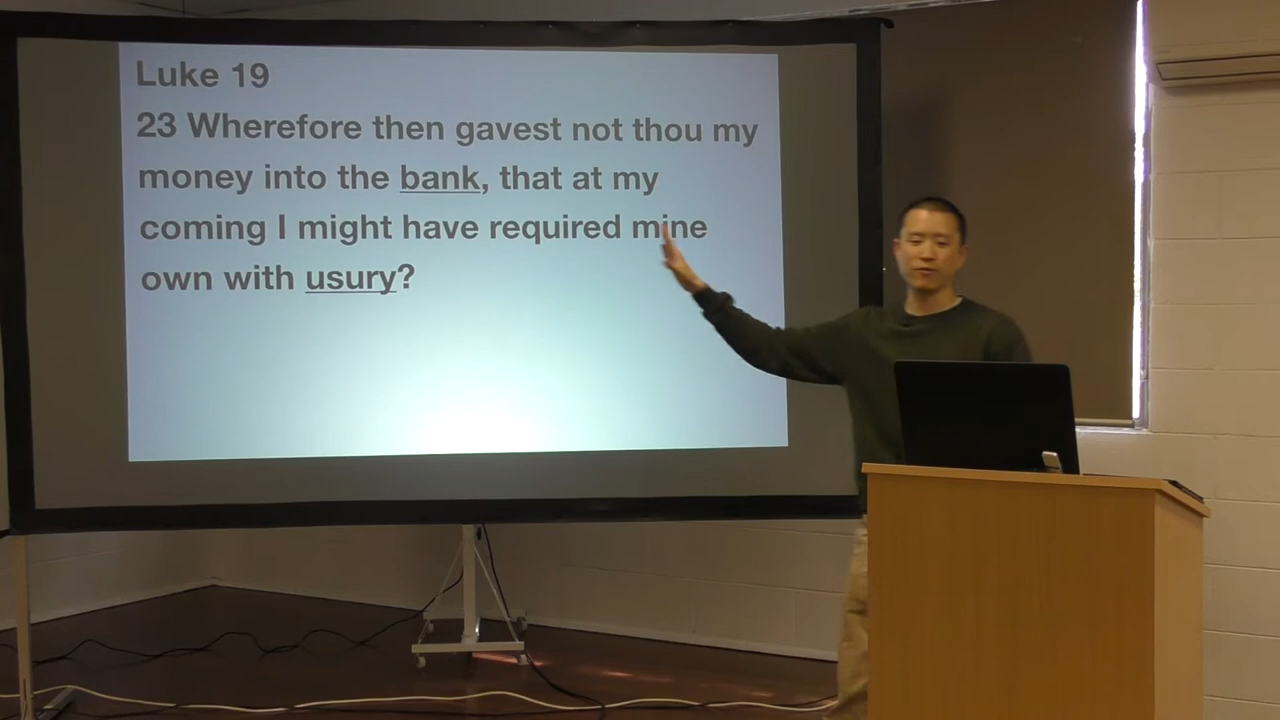 Luke 19
23 Wherefore then gavest not thou my
money into the bank, that at my
coming I might have required mine
own with usury?